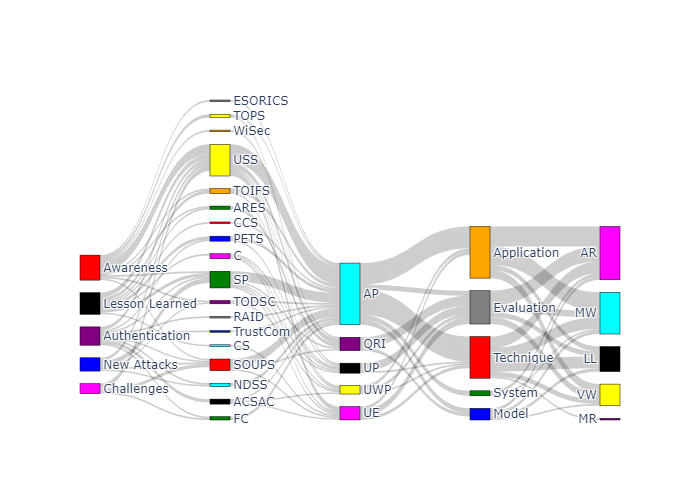 Awareness
Lesson Learned
Authentication
New Attacks
Challenges
ESORICS
TOPS
WiSec
USS
TOIFS
ARES
CCS
PETS
C
SP
TODSC
RAID
TrustCom
CS
SOUPS
NDSS
ACSAC
FC
AP
QRI
UP
UWP
UE
Application
Evaluation
Technique
System
Model
AR
MW
LL
VW
MR